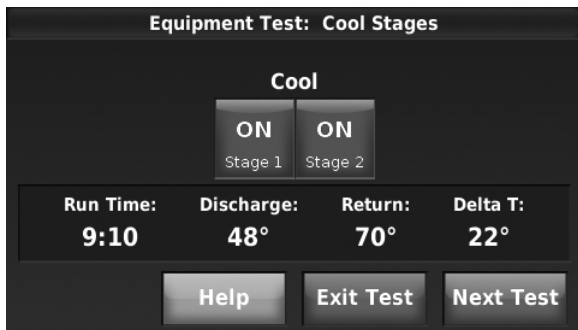 Equipment Test: Cool Stages
Cool
ON ON
Stage 1 Stage 2
Run Time: Discharge: Return: Delta T:
9:10 48° 70° 22°
Help Exit Test Next Test